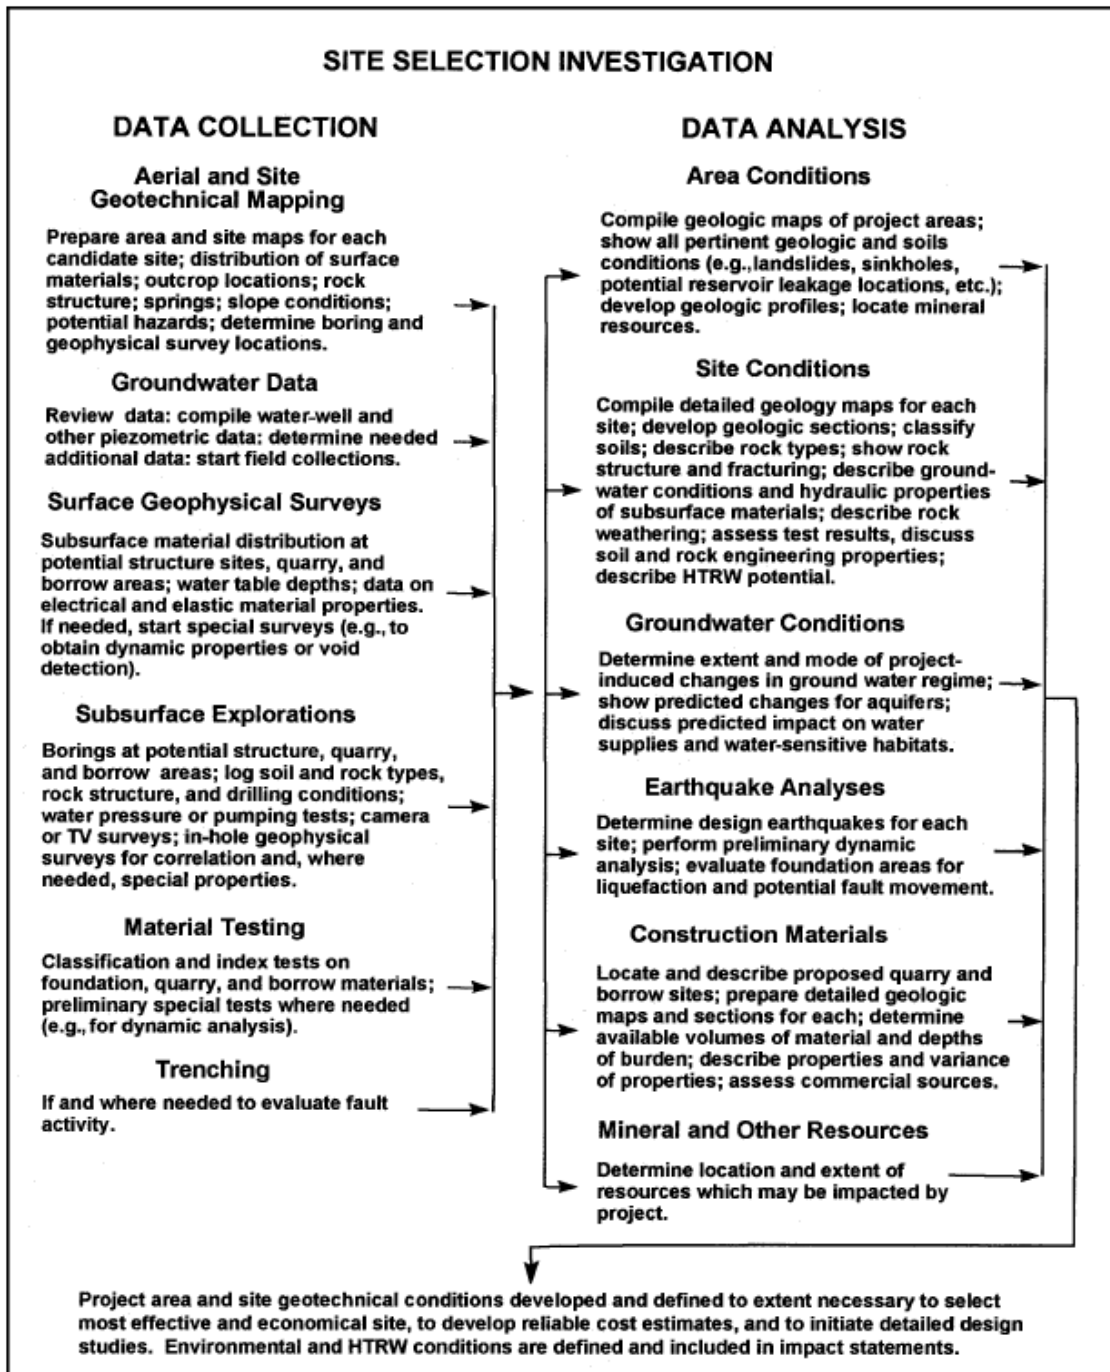 SITE SELECTION INVESTIGATION
DATA COLLECTION
Aerial and Site
Geotechnical Mapping
Prepare area and site maps for each
candidate site; distribution of surface
materials; outcrop locations; rock
structure; springs; slope conditions;
potential hazards; determine boring and
geophysical survey locations.
Groundwater Data
Review data: compile water-well and
other piezometric data: determine needed
additional data: start field collections.
Surface Geophysical Surveys
Subsurface material distribution at
potential structure sites, quarry, and
borrow areas; water table depths; data on
electrical and elastic material properties.
If needed, start special surveys (e.g., to
obtain dynamic properties or void
detection).
Subsurface Explorations
Borings at potential structure, quarry,
and borrow areas; log soil and rock types,
rock structure, and drilling conditions;
water pressure or pumping tests; camera
or TV surveys; in-hole geophysical
surveys for correlation and, where
needed, special properties.
Material Testing
Classification and index tests on
foundation, quarry, and borrow materials;
preliminary special tests where needed
(e.g., for dynamic analysis).
Trenching
If and where needed to evaluate fault
activity.
DATA ANALYSIS
Area Conditions
Compile geologic maps of project areas;
show all pertinent geologic and soils
conditions (e.g., landslides, sinkholes,
potential reservoir leakage locations, etc.);
develop geologic profiles; locate mineral
resources.
Site Conditions
Compile detailed geology maps for each
site; develop geologic sections; classify
soils; describe rock types; show rock
structure and fracturing; describe ground-
water conditions and hydraulic properties
of subsurface materials; describe rock
weathering; assess test results, discuss
soil and rock engineering properties;
describe HTRW potential.
Groundwater Conditions
Determine extent and mode of project-
induced changes in ground water regime;
show predicted changes for aquifers;
discuss predicted impact on water
supplies and water-sensitive habitats.
Earthquake Analyses
Determine design earthquakes for each
site; perform preliminary dynamic
analysis; evaluate foundation areas for
liquefaction and potential fault movement.
Construction Materials
Locate and describe proposed quarry and
borrow sites; prepare detailed geologic
maps and sections for each; determine
available volumes of material and depths
of burden; describe properties and variance
of properties; assess commercial sources.
Mineral and Other Resources
Determine location and extent of
resources which may be impacted by
project.
Project area and site geotechnical conditions developed and defined to extent necessary to select
most effective and economical site, to develop reliable cost estimates, and to initiate detailed design
studies. Environmental and HTRW conditions are defined and included in impact statements.